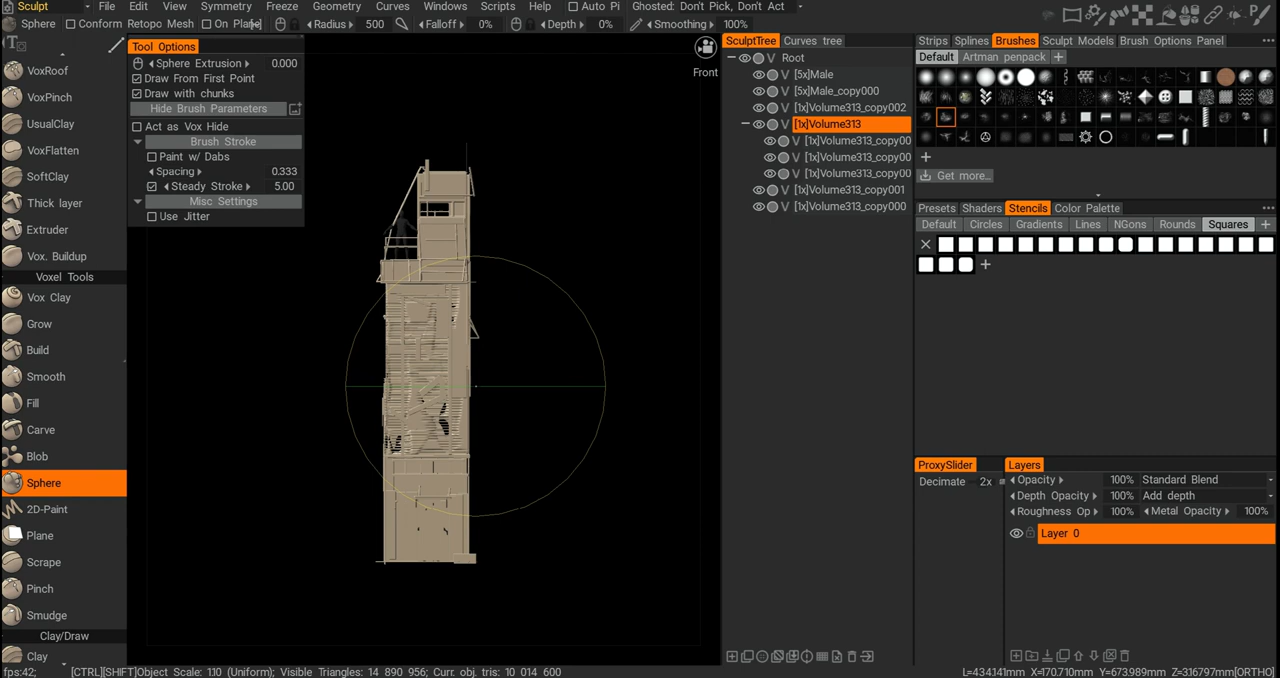 Sculpt File Edit View Symmetry Freeze Geometry Curves Windows Scripts Help Auto Pi Ghosted: Don't Pick, Don't Act
Sphere Conform Retopo Mesh On Plane Radius 500 Falloff 0% Depth 0% Smoothing 100%
Tool Options
Sphere Extrusion 0.000
Draw From First Point
Draw with chunks
Hide Brush Parameters
Act as Vox Hide
Brush Stroke
Paint w/ Dabs
Spacing 0.333
Steady Stroke 5.00
Misc Settings
Use Jitter
VoxRoof
VoxPinch
UsualClay
VoxFlatten
SoftClay
Thick layer
Extruder
Vox. Buildup
Voxel Tools
Vox Clay
Grow
Build
Smooth
Fill
Carve
Blob
Sphere
2D-Paint
Plane
Scrape
Pinch
Smudge
Clay/Draw
Clay
Front
SculptTree Curves tree
Root
V [5x]Male
V [5x]Male_copy000
V [1x]Volume313_copy002
V [1x]Volume313
V [1x]Volume313_copy00
V [1x]Volume313_copy00
V [1x]Volume313_copy00
V [1x]Volume313_copy001
V [1x]Volume313_copy000
Strips Splines Brushes Sculpt Models Brush Options Panel
Default Artman penpack
Get more...
Presets Shaders Stencils Color Palette
Default Circles Gradients Lines NGons Rounds Squares
ProxySlider
Decimate 2x
Layers
Opacity 100% Standard Blend
Depth Opacity 100% Add depth
Roughness Op 100% Metal Opacity 100%
Layer 0
fps:42; [CTRL][SHIFT]Object Scale: 1.10 (Uniform); Visible Triangles: 14 890 956; Curr. obj. tris: 10 014 600
L=434.141mm X=170.710mm Y=673.989mm Z=3.16797mm [ORTHO]